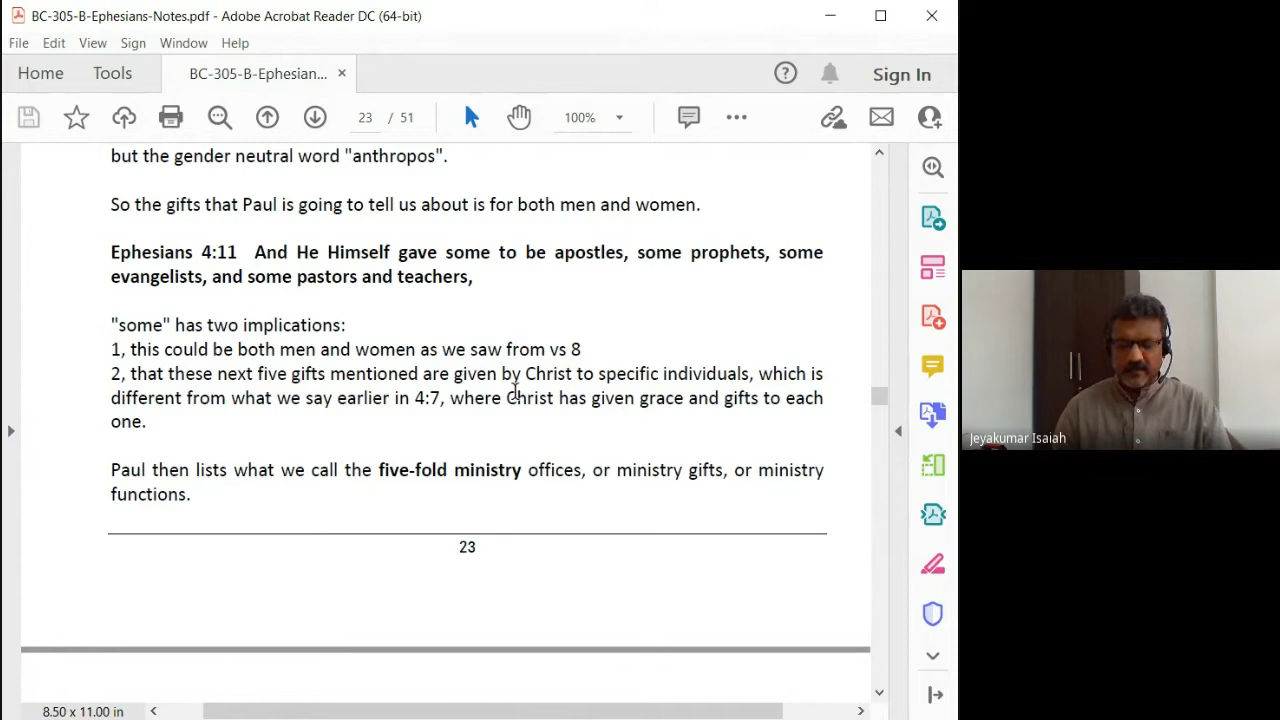 BC-305-B-Ephesians-Notes.pdf - Adobe Acrobat Reader DC (64-bit)
File Edit View Sign Window Help
Home Tools BC-305-B-Ephesian... × Sign In
23 / 51 100%
but the gender neutral word "anthropos".
So the gifts that Paul is going to tell us about is for both men and women.
Ephesians 4:11 And He Himself gave some to be apostles, some prophets, some
evangelists, and some pastors and teachers,
"some" has two implications:
1, this could be both men and women as we saw from vs 8
2, that these next five gifts mentioned are given by Christ to specific individuals, which is
different from what we say earlier in 4:7, where Christ has given grace and gifts to each
one.
Paul then lists what we call the five-fold ministry offices, or ministry gifts, or ministry
functions.
23
8.50 x 11.00 in
Jeyakumar Isaiah